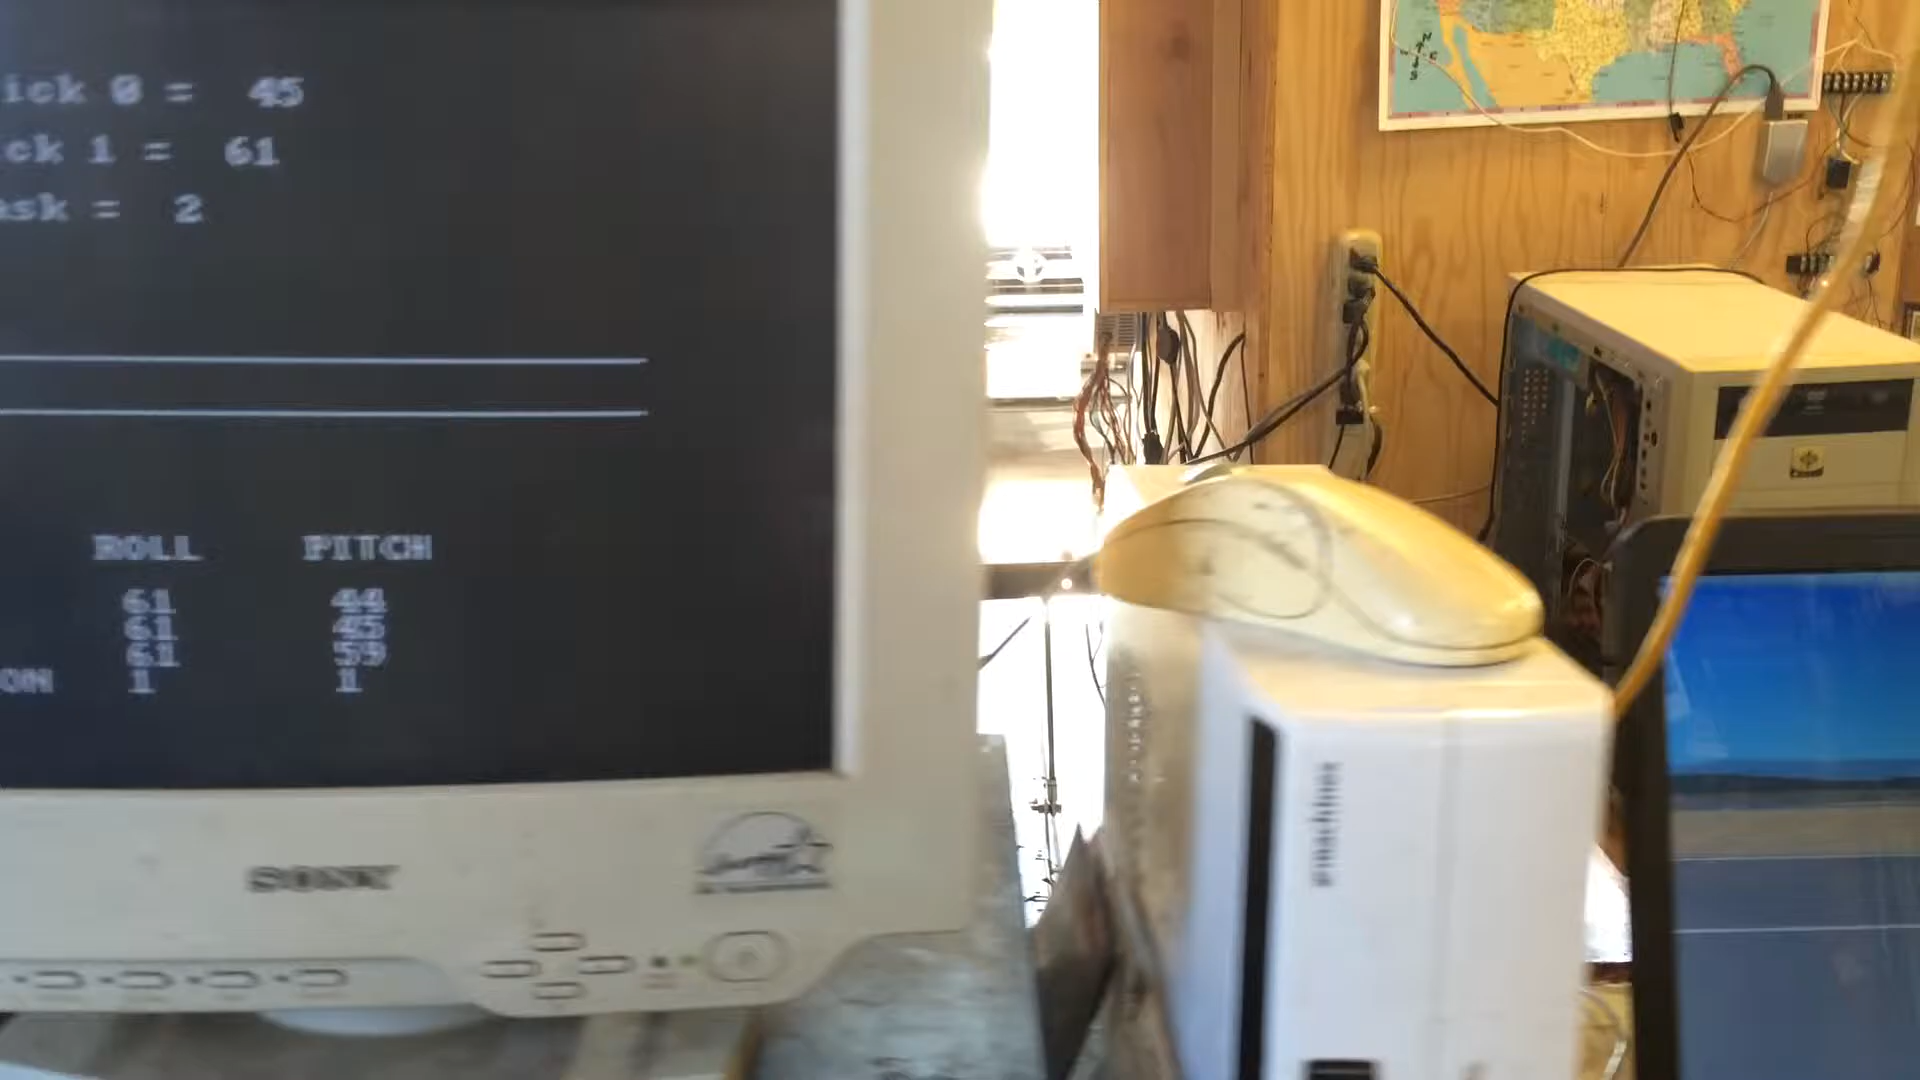 ick 0 = 45
ck 1 = 61
ask = 2
ROLL PITCH
61 44
61 45
61 59
ON 1 1
SONY
emachines